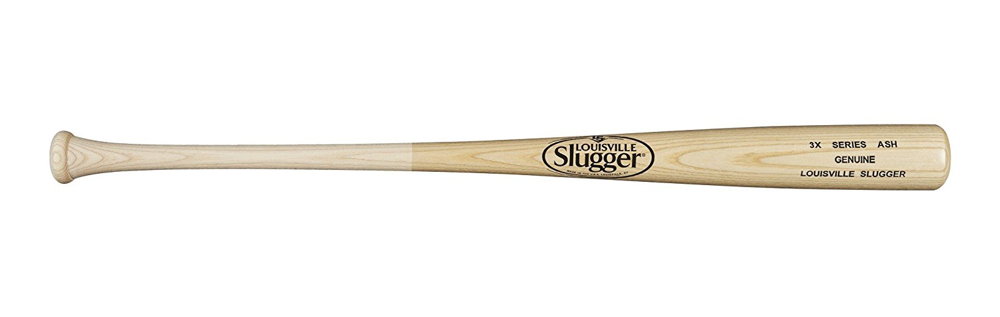 LOUISVILLE
Slugger®
MADE IN THE U.S.A. LOUISVILLE, KY
3X SERIES ASH
GENUINE
LOUISVILLE SLUGGER